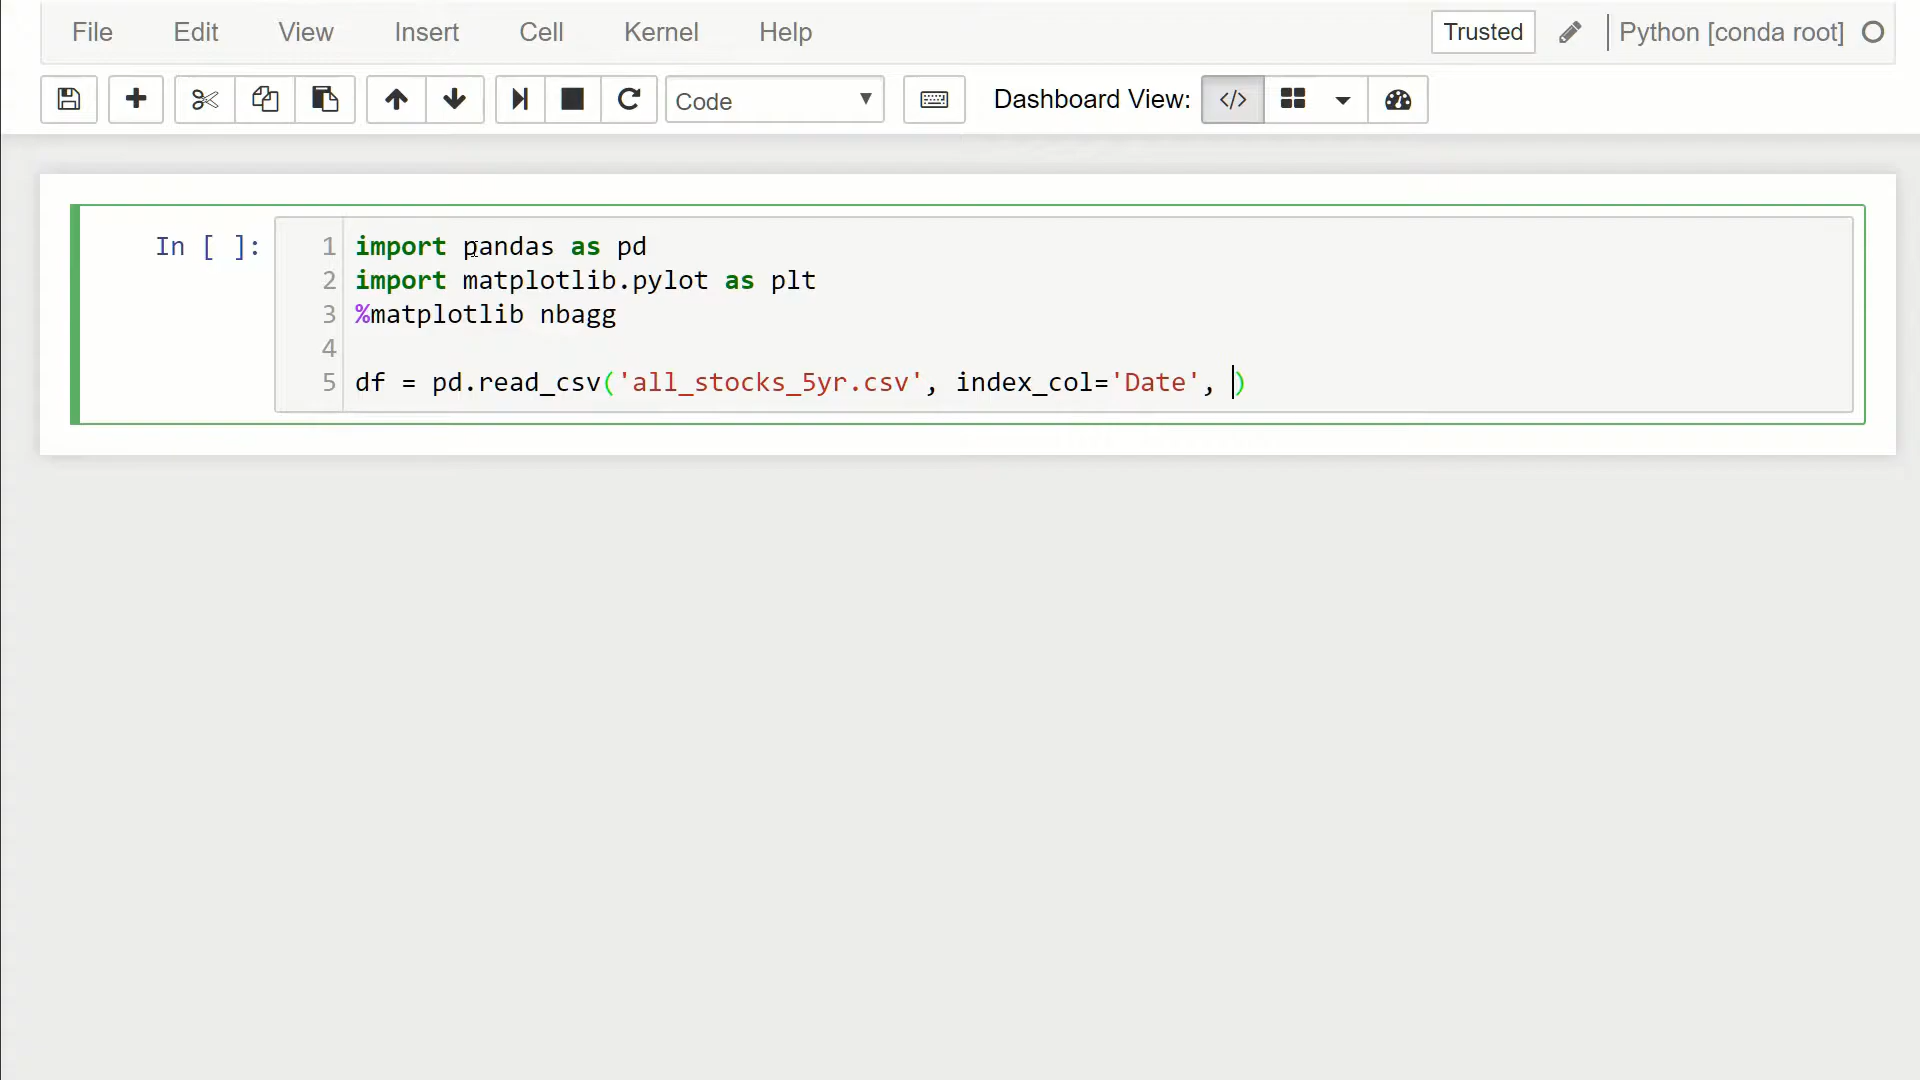 File Edit View Insert Cell Kernel Help Trusted Python [conda root]
Code Dashboard View: </>
In [ ]:
1 import pandas as pd
2 import matplotlib.pylot as plt
3 %matplotlib nbagg
4
5 df = pd.read_csv('all_stocks_5yr.csv', index_col='Date', )